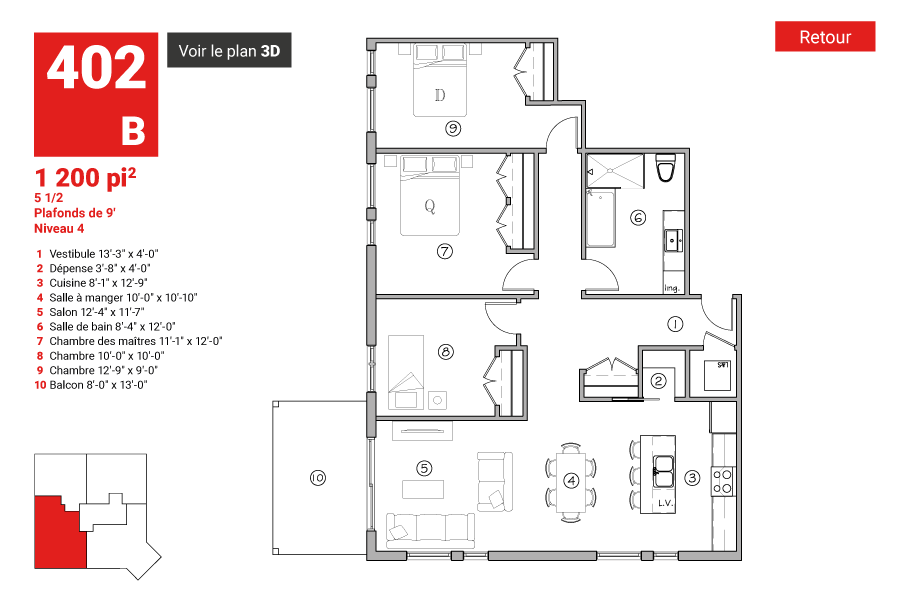 402
B
Voir le plan 3D
Retour
1 200 pi²
5 1/2
Plafonds de 9'
Niveau 4
1 Vestibule 13'-3" x 4'-0"
2 Dépense 3'-8" x 4'-0"
3 Cuisine 8'-1" x 12'-9"
4 Salle à manger 10'-0" x 10'-10"
5 Salon 12'-4" x 11'-7"
6 Salle de bain 8'-4" x 12'-0"
7 Chambre des maîtres 11'-1" x 12'-0"
8 Chambre 10'-0" x 10'-0"
9 Chambre 12'-9" x 9'-0"
10 Balcon 8'-0" x 13'-0"
D
9
Q
7
6
ing.
1
8
2
5
4
3
10
L.V.